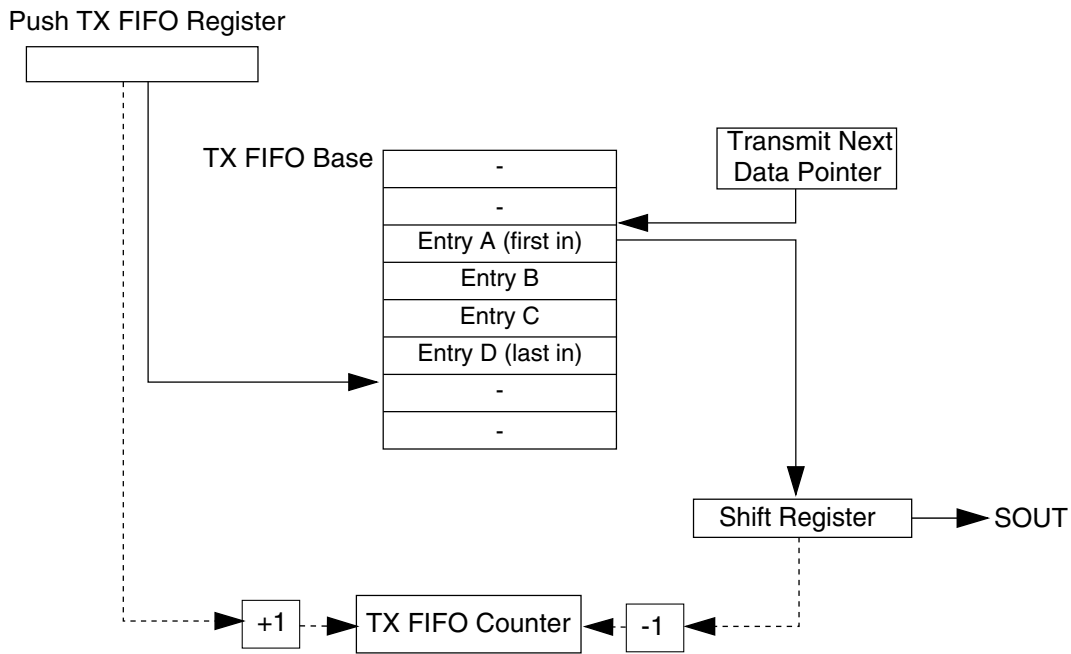 Push TX FIFO Register
TX FIFO Base
-
-
Entry A (first in)
Entry B
Entry C
Entry D (last in)
-
-
Transmit Next
Data Pointer
Shift Register
SOUT
+1
TX FIFO Counter
-1